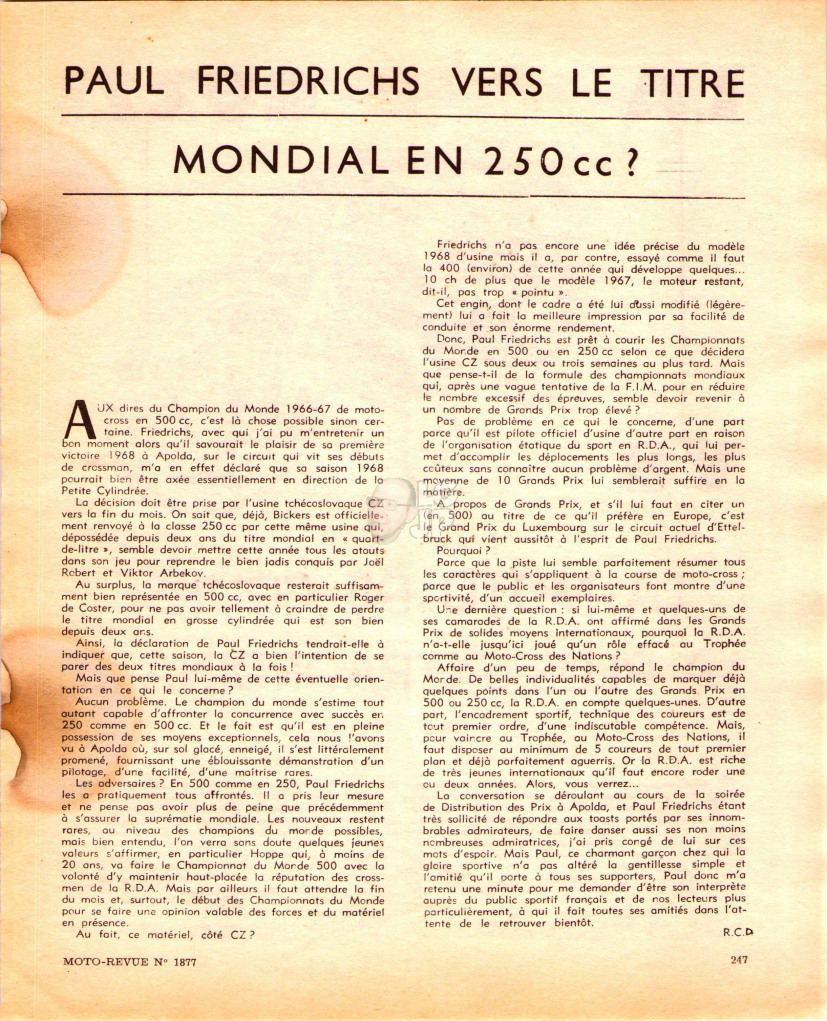 PAUL FRIEDRICHS VERS LE TITRE
MONDIAL EN 250 cc ?
AUX dires du Champion du Monde 1966-67 de moto-
cross en 500 cc, c'est là chose possible sinon cer-
taine. Friedrichs, avec qui j'ai pu m'entretenir un
bon moment alors qu'il savourait le plaisir de sa première
victoire 1968 à Apolda, sur le circuit qui vit ses débuts
de crossman, m'a en effet déclaré que sa saison 1968
pourrait bien être axée essentiellement en direction de la
Petite Cylindrée.
La décision doit être prise par l'usine tchécoslovaque CZ
vers la fin du mois. On sait que, déjà, Bickers est officielle-
ment renvoyé à la classe 250 cc par cette même usine qui,
dépossédée depuis deux ans du titre mondial en « quart
de-litre », semble devoir mettre cette année tous les atouts
dans son jeu pour reprendre le bien jadis conquis par Joël
Robert et Viktor Arbekov.
Au surplus, la marque tchécoslovaque resterait suffisam-
ment bien représentée en 500 cc, avec en particulier Roger
de Coster, pour ne pas avoir tellement à craindre de perdre
le titre mondial en grosse cylindrée qui est son bien
depuis deux ans.
Ainsi, la déclaration de Paul Friedrichs tendrait-elle à
indiquer que, cette saison, la CZ a bien l'intention de se
parer des deux titres mondiaux à la fois !
Mais que pense Paul lui-même de cette éventuelle orien-
tation en ce qui le concerne ?
Aucun problème. Le champion du monde s'estime tout
autant capable d'affronter la concurrence avec succès en
250 comme en 500 cc. Et le fait est qu'il est en pleine
possession de ses moyens exceptionnels, cela nous l'avons
vu à Apolda où, sur sol glacé, enneigé, il s'est littéralement
promené, fournissant une éblouissante démonstration d'un
pilotage, d'une facilité, d'une maîtrise rares.
Les adversaires ? En 500 comme en 250, Paul Friedrichs
les a pratiquement tous affrontés. Il a pris leur mesure
et ne pense pas avoir plus de peine que précédemment
à s'assurer la suprématie mondiale. Les nouveaux restent
rares, au niveau des champions du monde possibles,
mais bien entendu, l'on verra sans doute quelques jeunes
valeurs s'affirmer, en particulier Hoppe qui, à moins de
20 ans, va faire le Championnat du Monde 500 avec la
volonté d'y maintenir haut-placée la réputation des cross-
men de la R.D.A. Mais par ailleurs il faut attendre la fin
du mois et, surtout, le début des Championnats du Monde
pour se faire une opinion valable des forces et du matériel
en présence.
Au fait, ce matériel, côté CZ ?
Friedrichs n'a pas encore une idée précise du modèle
1968 d'usine mais il a, par contre, essayé comme il faut
la 400 (environ) de cette année qui développe quelques...
10 ch de plus que le modèle 1967, le moteur restant,
dit-il, pas trop « pointu ».
Cet engin, dont le cadre a été lui aussi modifié (légère-
ment) lui a fait la meilleure impression par sa facilité de
conduite et son énorme rendement.
Donc, Paul Friedrichs est prêt à courir les Championnats
du Monde en 500 ou en 250 cc selon ce que décidera
l'usine CZ sous deux ou trois semaines au plus tard. Mais
que pense-t-il de la formule des championnats mondiaux
qui, après une vague tentative de la F.I.M. pour en réduire
le nombre excessif des épreuves, semble devoir revenir à
un nombre de Grands Prix trop élevé ?
Pas de problème en ce qui le concerne, d'une part
parce qu'il est pilote officiel d'usine d'autre part en raison
de l'organisation étatique du sport en R.D.A., qui lui per-
met d'accomplir les déplacements les plus longs, les plus
coûteux sans connaître aucun problème d'argent. Mais une
moyenne de 10 Grands Prix lui semblerait suffire en la
matière.
A propos de Grands Prix, et s'il lui faut en citer un
(en 500) au titre de ce qu'il préfère en Europe, c'est
le Grand Prix du Luxembourg sur le circuit actuel d'Ettel-
bruck qui vient aussitôt à l'esprit de Paul Friedrichs.
Pourquoi ?
Parce que la piste lui semble parfaitement résumer tous
les caractères qui s'appliquent à la course de moto-cross ;
parce que le public et les organisateurs font montre d'une
sportivité, d'un accueil exemplaires.
Une dernière question : si lui-même et quelques-uns de
ses camarades de la R.D.A. ont affirmé dans les Grands
Prix de solides moyens internationaux, pourquoi la R.D.A.
n'a-t-elle jusqu'ici joué qu'un rôle effacé au Trophée
comme au Moto-Cross des Nations ?
Affaire d'un peu de temps, répond le champion du
Monde. De belles individualités capables de marquer déjà
quelques points dans l'un ou l'autre des Grands Prix en
500 ou 250 cc, la R.D.A. en compte quelques-unes. D'autre
part, l'encadrement sportif, technique des coureurs est de
tout premier ordre, d'une indiscutable compétence. Mais,
pour vaincre au Trophée, au Moto-Cross des Nations, il
faut disposer au minimum de 5 coureurs de tout premier
plan et déjà parfaitement aguerris. Or la R.D.A. est riche
de très jeunes internationaux qu'il faut encore roder une
ou deux années. Alors, vous verrez...
La conversation se déroulant au cours de la soirée
de Distribution des Prix à Apolda, et Paul Friedrichs étant
très sollicité de répondre aux toasts portés par ses innom-
brables admirateurs, de faire danser aussi ses non moins
nombreuses admiratrices, j'ai pris congé de lui sur ces
mots d'espoir. Mais Paul, ce charmant garçon chez qui la
gloire sportive n'a pas altéré la gentillesse simple et
l'amitié qu'il porte à tous ses supporters, Paul donc m'a
retenu une minute pour me demander d'être son interprète
auprès du public sportif français et de nos lecteurs plus
particulièrement, à qui il fait toutes ses amitiés dans l'at-
tente de le retrouver bientôt.
R.C.D
MOTO-REVUE N° 1877
247